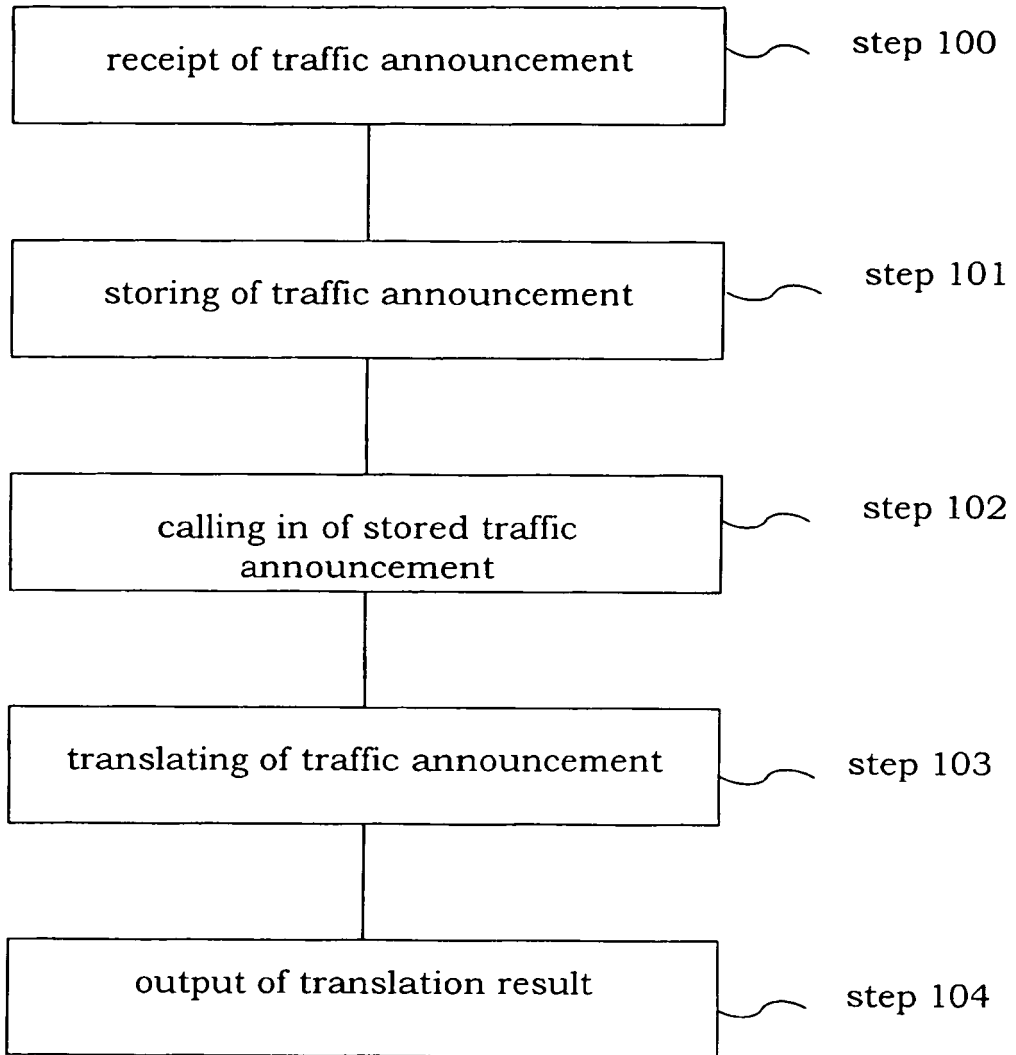 receipt of traffic announcement
step 100
storing of traffic announcement
step 101
calling in of stored traffic
announcement
step 102
translating of traffic announcement
step 103
output of translation result
step 104